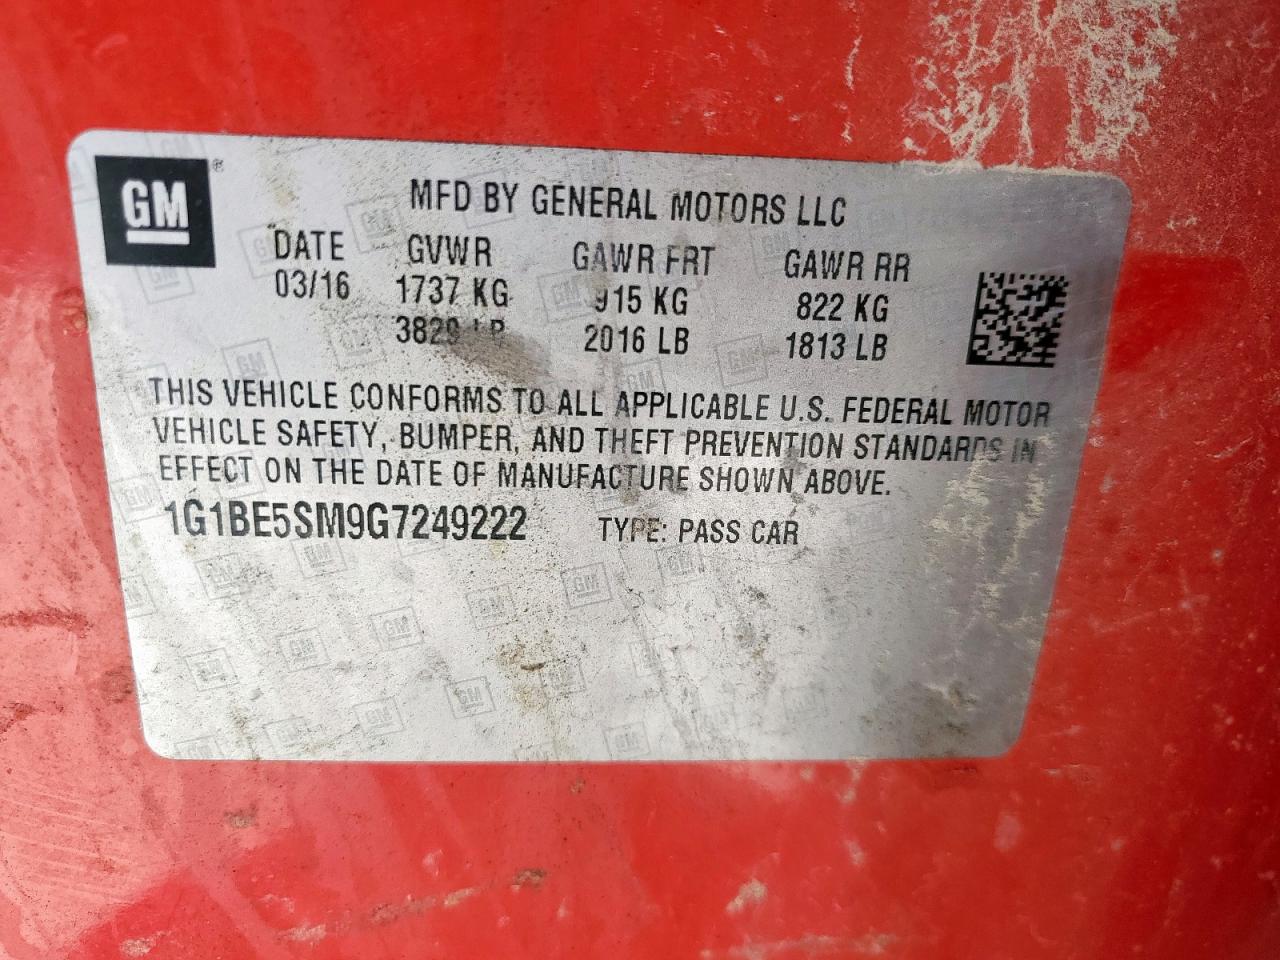 GM®
MFD BY GENERAL MOTORS LLC
DATE GVWR GAWR FRT GAWR RR
03/16 1737 KG 915 KG 822 KG
3829 LB 2016 LB 1813 LB
THIS VEHICLE CONFORMS TO ALL APPLICABLE U.S. FEDERAL MOTOR
VEHICLE SAFETY, BUMPER, AND THEFT PREVENTION STANDARDS IN
EFFECT ON THE DATE OF MANUFACTURE SHOWN ABOVE.
1G1BE5SM9G7249222 TYPE: PASS CAR